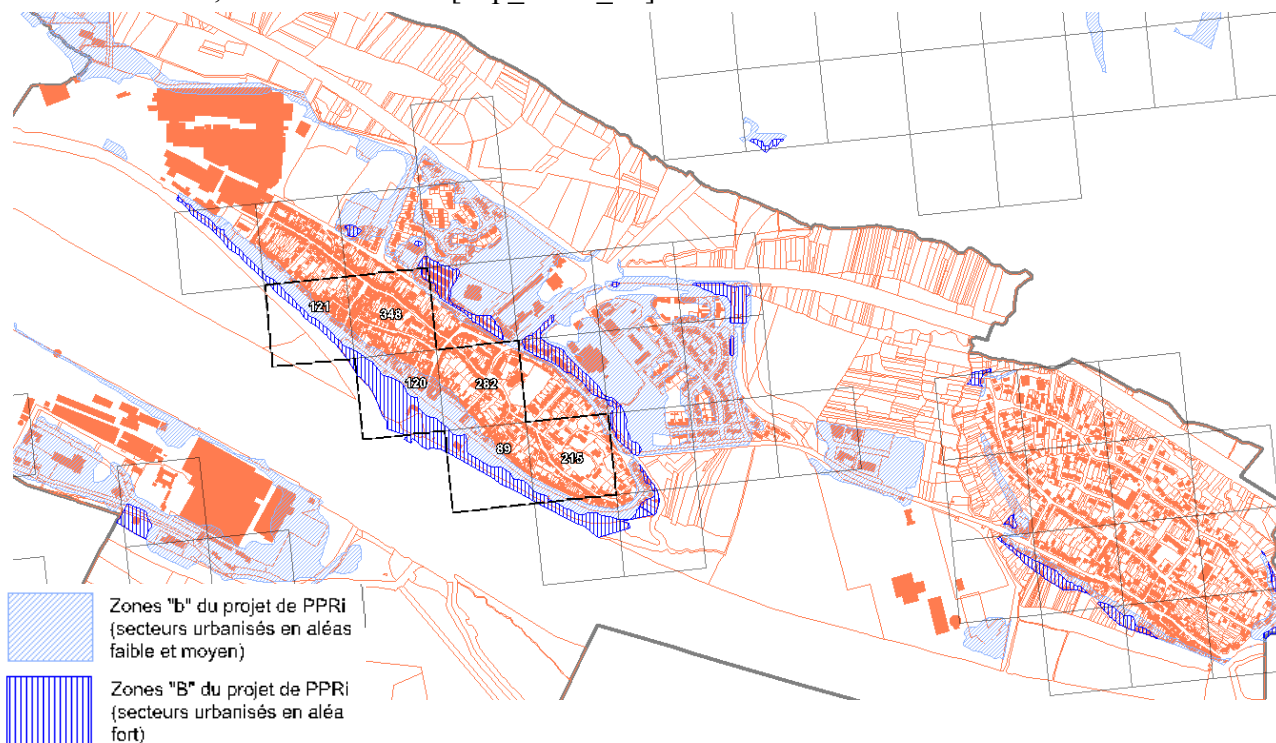 121
348
120
282
89
215
Zones "b" du projet de PPRi
(secteurs urbanisés en aléas
faible et moyen)
Zones "B" du projet de PPRi
(secteurs urbanisés en aléa
fort)